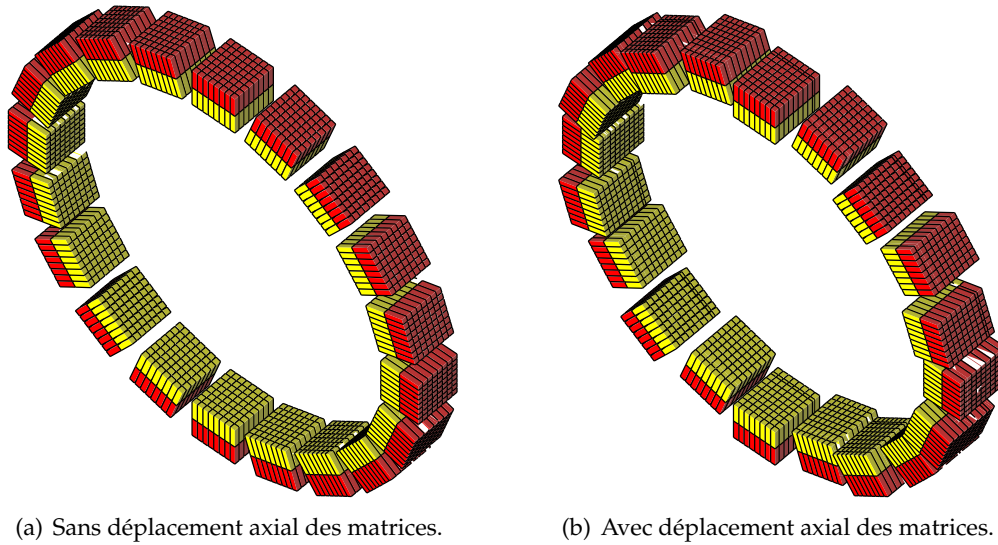 (a) Sans déplacement axial des matrices.
(b) Avec déplacement axial des matrices.